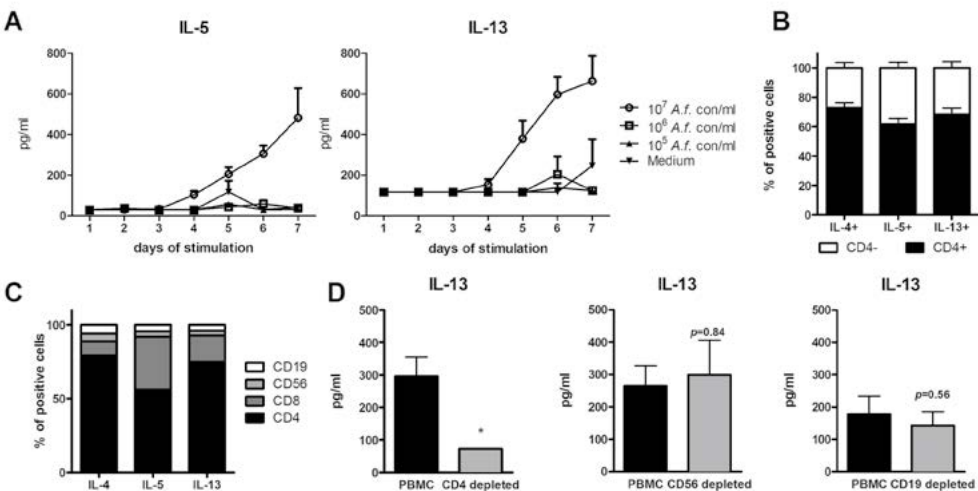 A
IL-5
IL-13
pg/ml
800
600
400
200
0
1 2 3 4 5 6 7
days of stimulation
pg/ml
800
600
400
200
0
1 2 3 4 5 6 7
days of stimulation
10⁷ A.f. con/ml
10⁶ A.f. con/ml
10⁵ A.f. con/ml
Medium
B
% of positive cells
100
80
60
40
20
0
IL-4+ IL-5+ IL-13+
CD4- CD4+
C
% of positive cells
100
50
0
IL-4 IL-5 IL-13
CD19
CD56
CD8
CD4
D
IL-13
pg/ml
500
400
300
200
100
0
*
PBMC CD4 depleted
IL-13
pg/ml
500
400
300
200
100
0
p=0.84
PBMC CD56 depleted
IL-13
pg/ml
500
400
300
200
100
0
p=0.56
PBMC CD19 depleted